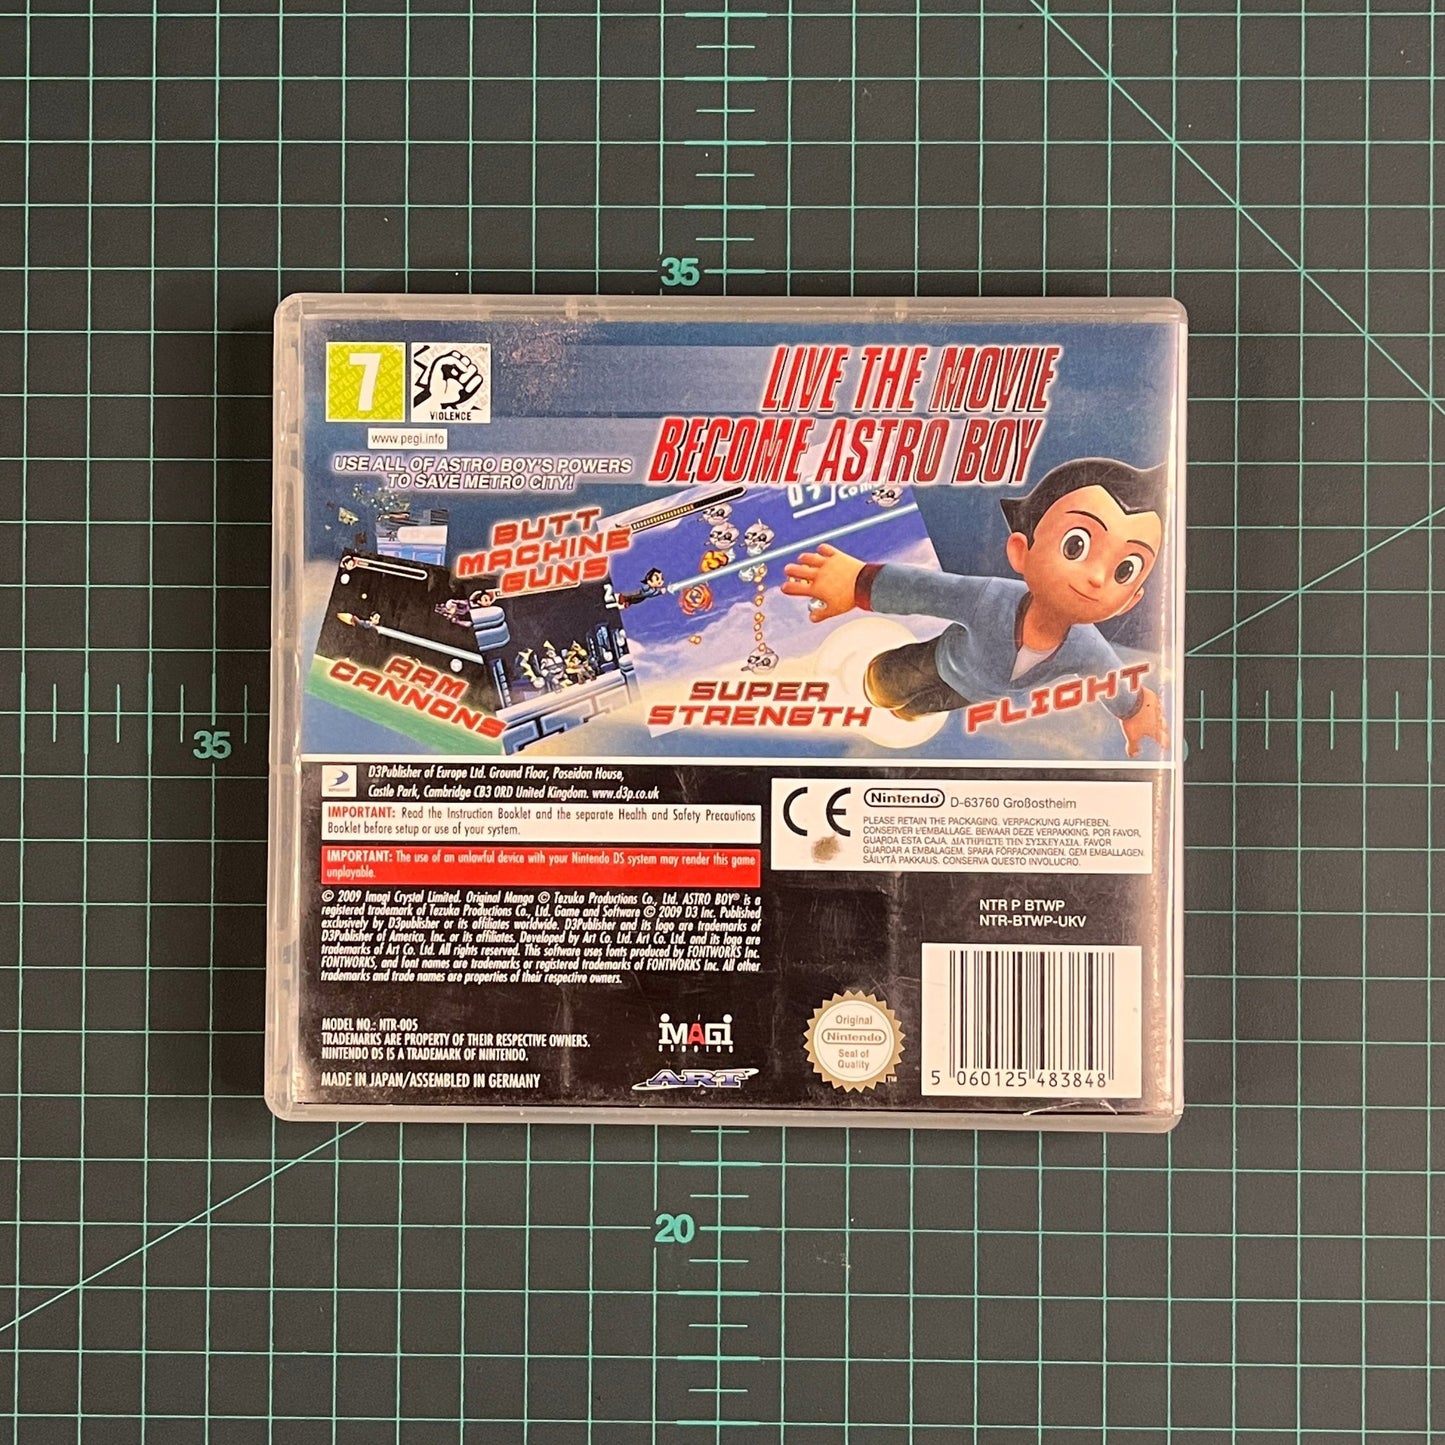 35
7
VIOLENCE
TM
www.pegi.info
LIVE THE MOVIE
BECOME ASTRO BOY
USE ALL OF ASTRO BOY'S POWERS
TO SAVE METRO CITY!
BUTT
MACHINE
GUNS
ARM
CANNONS
SUPER
STRENGTH
FLIGHT
35
D3Publisher of Europe Ltd. Ground Floor, Poseidon House,
Castle Park, Cambridge CB3 0RD United Kingdom. www.d3p.co.uk
IMPORTANT: Read the Instruction Booklet and the separate Health and Safety Precautions
Booklet before setup or use of your system.
IMPORTANT: The use of an unlawful device with your Nintendo DS system may render this game
unplayable.
© 2009 Imagi Crystal Limited. Original Manga © Tezuka Productions Co., Ltd. ASTRO BOY® is a
registered trademark of Tezuka Productions Co., Ltd. Game and Software © 2009 D3 Inc. Published
exclusively by D3publisher or its affiliates worldwide. D3Publisher and its logo are trademarks of
D3Publisher of America, Inc. or its affiliates. Developed by Art Co. Ltd. Art Co. Ltd. and its logo are
trademarks of Art Co. Ltd. All rights reserved. This software uses fonts produced by FONTWORKS Inc.
FONTWORKS, and font names are trademarks or registered trademarks of FONTWORKS Inc. All other
trademarks and trade names are properties of their respective owners.
MODEL NO.: NTR-005
TRADEMARKS ARE PROPERTY OF THEIR RESPECTIVE OWNERS.
NINTENDO DS IS A TRADEMARK OF NINTENDO.
MADE IN JAPAN/ASSEMBLED IN GERMANY
iMAGi
STUDIOS
ART
CE
Nintendo D-63760 Großostheim
PLEASE RETAIN THE PACKAGING. VERPACKUNG AUFHEBEN.
CONSERVER L'EMBALLAGE. BEWAAR DEZE VERPAKKING. POR FAVOR,
GUARDA ESTA CAJA. ΔΙΑΤΗΡΗΣΤΕ ΤΗΝ ΣΥΣΚΕΥΑΣΙΑ. FAVOR
GUARDAR A EMBALAGEM. SPARA FÖRPACKNINGEN. GEM EMBALLAGEN.
SÄILYTÄ PAKKAUS. CONSERVA QUESTO INVOLUCRO.
NTR P BTWP
NTR-BTWP-UKV
Original
Nintendo
Seal of
Quality
TM
5 060125 483848
20